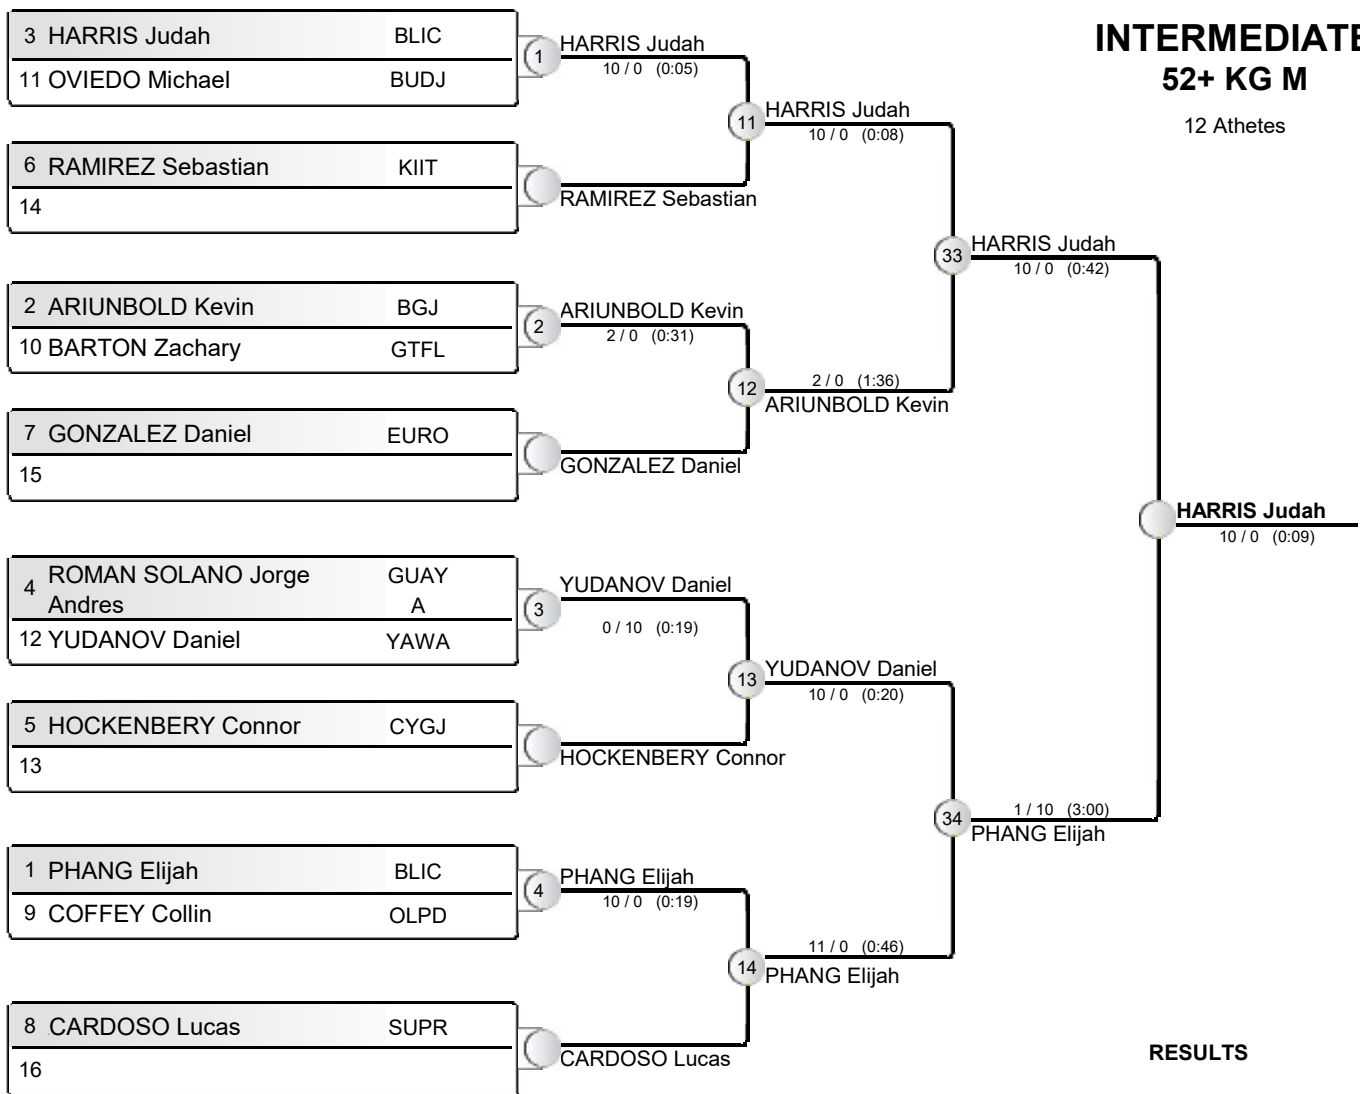 INTERMEDIATE
52+ KG M
12 Athetes
3 HARRIS Judah BLIC
11 OVIEDO Michael BUDJ
1
HARRIS Judah
10 / 0 (0:05)
6 RAMIREZ Sebastian KIIT
14
RAMIREZ Sebastian
11
HARRIS Judah
10 / 0 (0:08)
2 ARIUNBOLD Kevin BGJ
10 BARTON Zachary GTFL
2
ARIUNBOLD Kevin
2 / 0 (0:31)
7 GONZALEZ Daniel EURO
15
GONZALEZ Daniel
12
2 / 0 (1:36)
ARIUNBOLD Kevin
33
HARRIS Judah
10 / 0 (0:42)
4 ROMAN SOLANO Jorge GUAY
Andres A
12 YUDANOV Daniel YAWA
3
YUDANOV Daniel
0 / 10 (0:19)
5 HOCKENBERY Connor CYGJ
13
HOCKENBERY Connor
13
YUDANOV Daniel
10 / 0 (0:20)
1 PHANG Elijah BLIC
9 COFFEY Collin OLPD
4
PHANG Elijah
10 / 0 (0:19)
8 CARDOSO Lucas SUPR
16
CARDOSO Lucas
14
11 / 0 (0:46)
PHANG Elijah
34
1 / 10 (3:00)
PHANG Elijah
HARRIS Judah
10 / 0 (0:09)
RESULTS